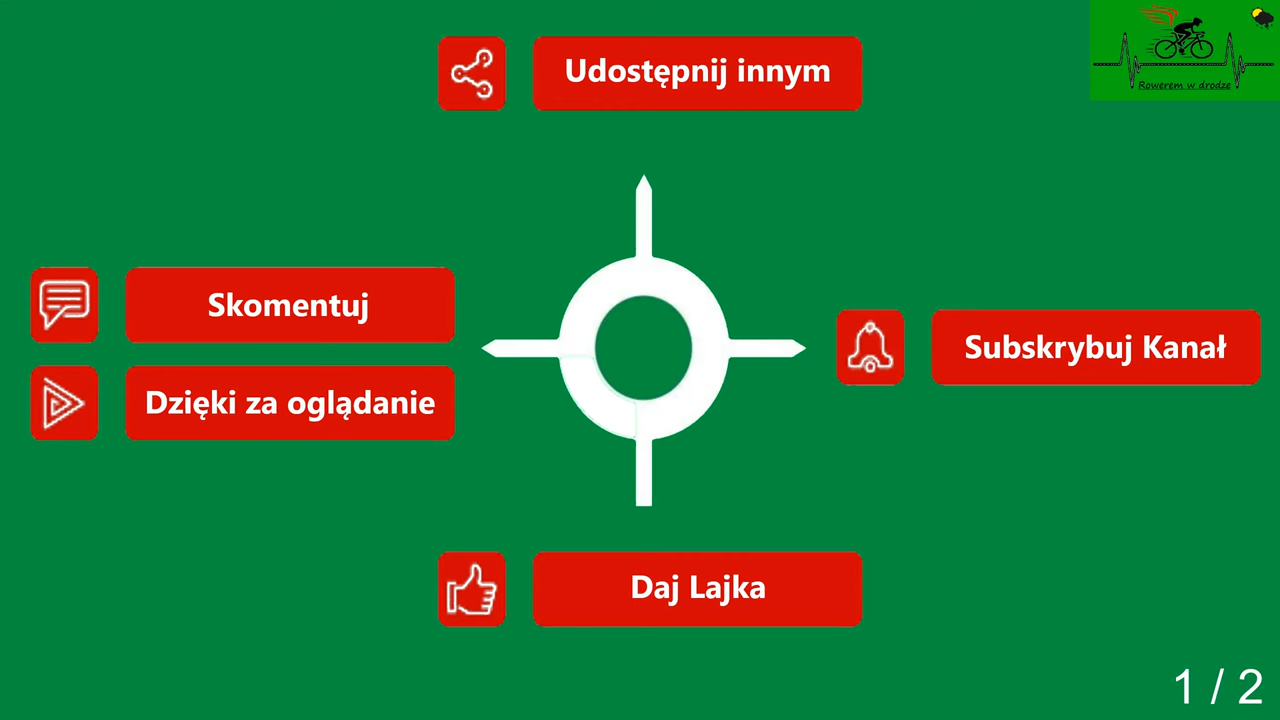 Udostępnij innym
Rowerem w drodze
Skomentuj
Dzięki za oglądanie
Subskrybuj Kanał
Daj Lajka
1 / 2